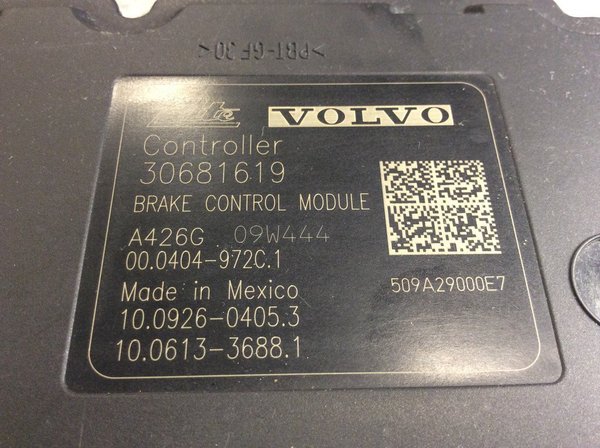 >PBT-GF30<
Ate VOLVO
Controller
30681619
BRAKE CONTROL MODULE
A426G 09W444
00.0404-972C.1
509A29000E7
Made in Mexico
10.0926-0405.3
10.0613-3688.1